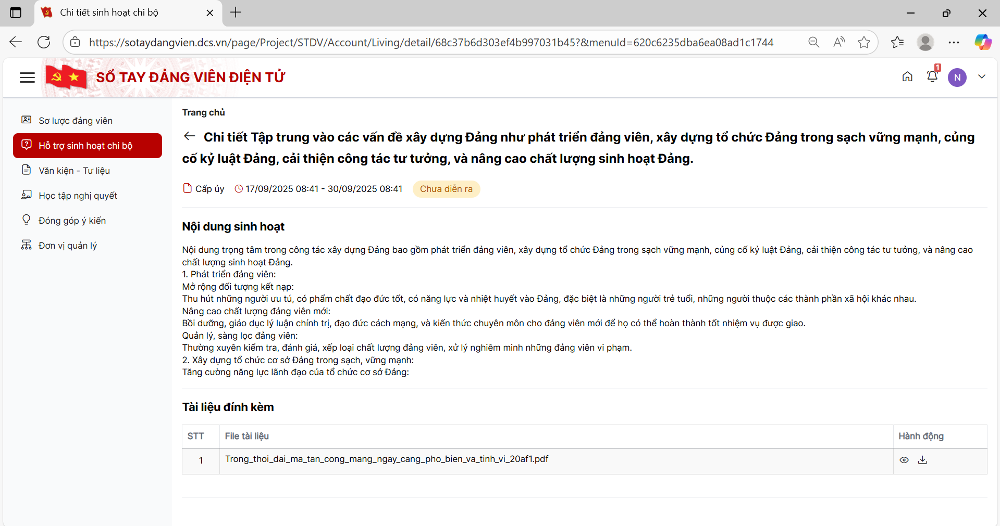 Chi tiết sinh hoạt chi bộ
https://sotaydangvien.dcs.vn/page/Project/STDV/Account/Living/detail/68c37b6d303ef4b997031b45?&menuId=620c6235dba6ea08ad1c1744
SỔ TAY ĐẢNG VIÊN ĐIỆN TỬ
1
N
Sơ lược đảng viên
Hỗ trợ sinh hoạt chi bộ
Văn kiện - Tư liệu
Học tập nghị quyết
Đóng góp ý kiến
Đơn vị quản lý
Trang chủ
Chi tiết Tập trung vào các vấn đề xây dựng Đảng như phát triển đảng viên, xây dựng tổ chức Đảng trong sạch vững mạnh, củng
cố kỷ luật Đảng, cải thiện công tác tư tưởng, và nâng cao chất lượng sinh hoạt Đảng.
Cấp ủy 17/09/2025 08:41 - 30/09/2025 08:41 Chưa diễn ra
Nội dung sinh hoạt
Nội dung trọng tâm trong công tác xây dựng Đảng bao gồm phát triển đảng viên, xây dựng tổ chức Đảng trong sạch vững mạnh, củng cố kỷ luật Đảng, cải thiện công tác tư tưởng, và nâng cao
chất lượng sinh hoạt Đảng.
1. Phát triển đảng viên:
Mở rộng đối tượng kết nạp:
Thu hút những người ưu tú, có phẩm chất đạo đức tốt, có năng lực và nhiệt huyết vào Đảng, đặc biệt là những người trẻ tuổi, những người thuộc các thành phần xã hội khác nhau.
Nâng cao chất lượng đảng viên mới:
Bồi dưỡng, giáo dục lý luận chính trị, đạo đức cách mạng, và kiến thức chuyên môn cho đảng viên mới để họ có thể hoàn thành tốt nhiệm vụ được giao.
Quản lý, sàng lọc đảng viên:
Thường xuyên kiểm tra, đánh giá, xếp loại chất lượng đảng viên, xử lý nghiêm minh những đảng viên vi phạm.
2. Xây dựng tổ chức cơ sở Đảng trong sạch, vững mạnh:
Tăng cường năng lực lãnh đạo của tổ chức cơ sở Đảng:
Tài liệu đính kèm
STT File tài liệu Hành động
1 Trong_thoi_dai_ma_tan_cong_mang_ngay_cang_pho_bien_va_tinh_vi_20af1.pdf